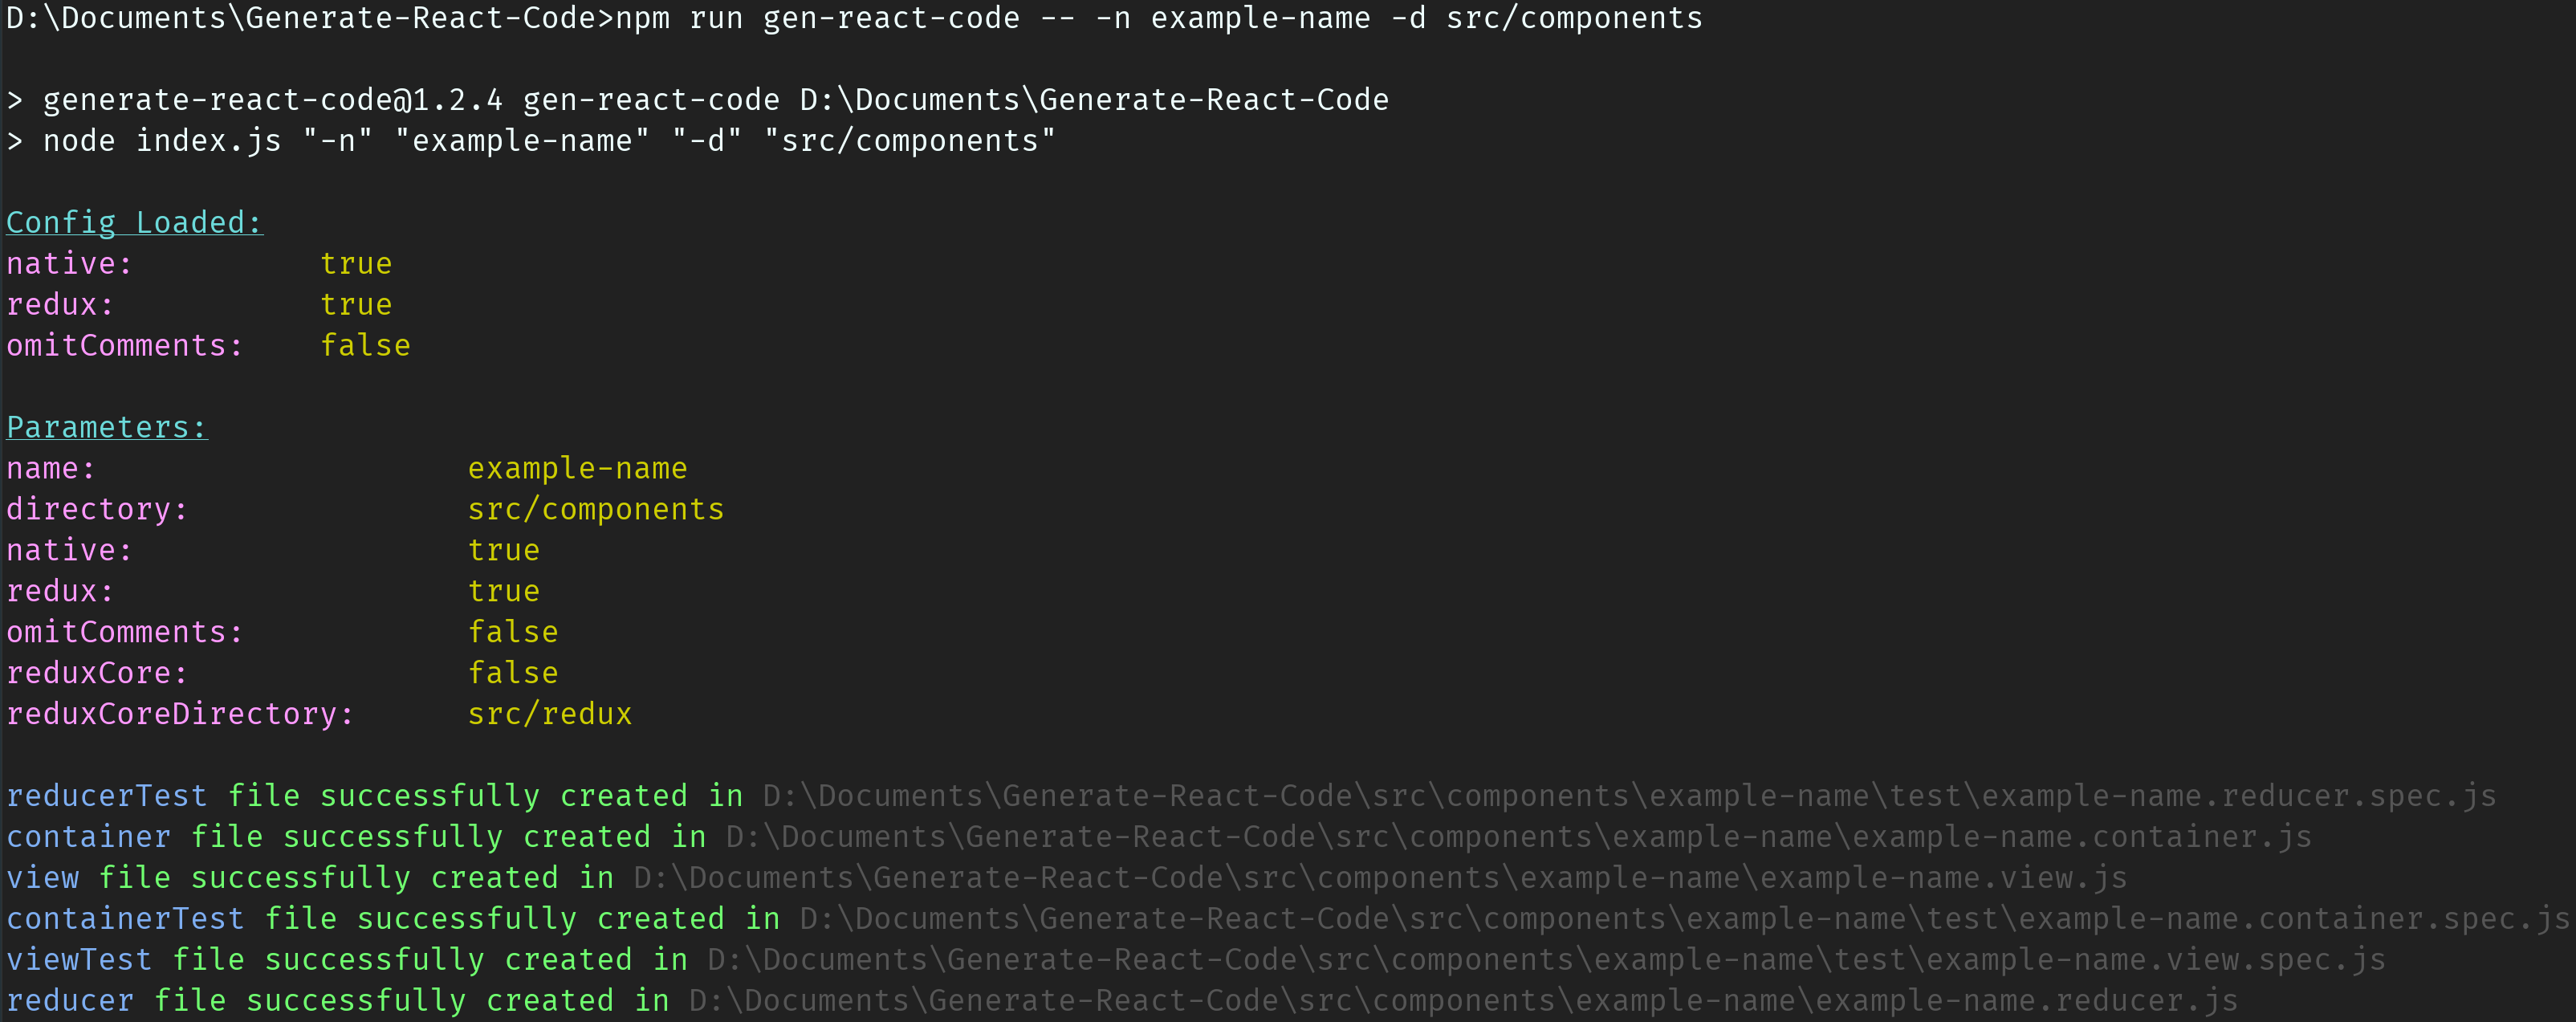 D:\Documents\Generate-React-Code>npm run gen-react-code -- -n example-name -d src/components
> generate-react-code@1.2.4 gen-react-code D:\Documents\Generate-React-Code
> node index.js "-n" "example-name" "-d" "src/components"
Config Loaded:
native: true
redux: true
omitComments: false
Parameters:
name: example-name
directory: src/components
native: true
redux: true
omitComments: false
reduxCore: false
reduxCoreDirectory: src/redux
reducerTest file successfully created in D:\Documents\Generate-React-Code\src\components\example-name\test\example-name.reducer.spec.js
container file successfully created in D:\Documents\Generate-React-Code\src\components\example-name\example-name.container.js
view file successfully created in D:\Documents\Generate-React-Code\src\components\example-name\example-name.view.js
containerTest file successfully created in D:\Documents\Generate-React-Code\src\components\example-name\test\example-name.container.spec.js
viewTest file successfully created in D:\Documents\Generate-React-Code\src\components\example-name\test\example-name.view.spec.js
reducer file successfully created in D:\Documents\Generate-React-Code\src\components\example-name\example-name.reducer.js